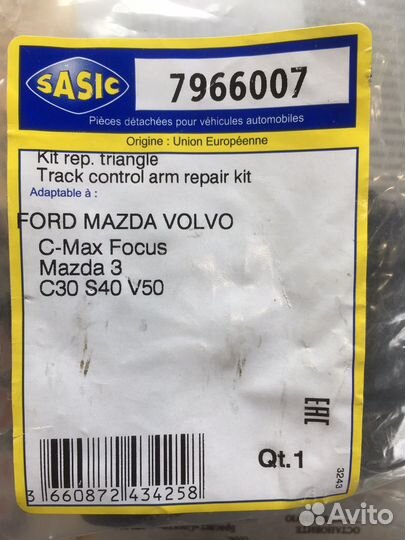 SASIC
7966007
Pièces détachées pour véhicules automobiles
Origine : Union Européenne
Kit rep. triangle
Track control arm repair kit
Adaptable à :
FORD MAZDA VOLVO
C-Max Focus
Mazda 3
C30 S40 V50
EAC
Qt.1
3243
3 660872 434258
Avito